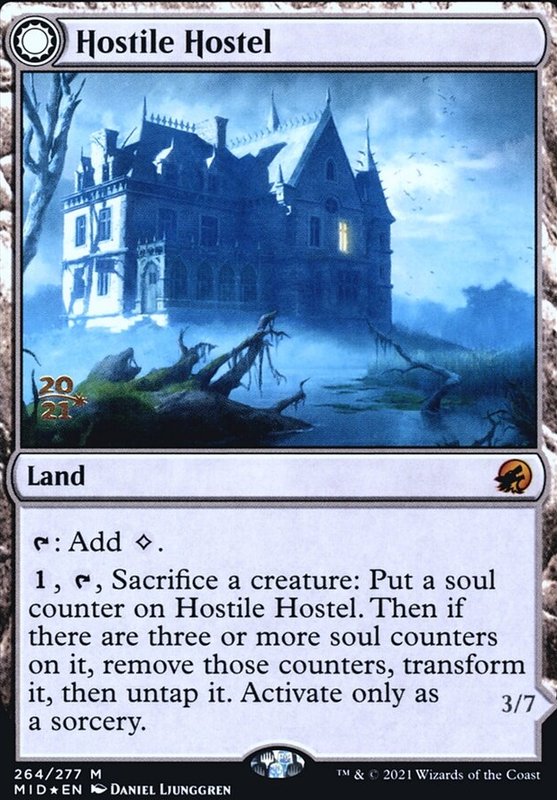 Hostile Hostel
20
21
Land
: Add .
1, , Sacrifice a creature: Put a soul
counter on Hostile Hostel. Then if
there are three or more soul counters
on it, remove those counters, transform
it, then untap it. Activate only as
a sorcery.
3/7
264/277 M
MID★EN Daniel Ljunggren
™ & © 2021 Wizards of the Coast